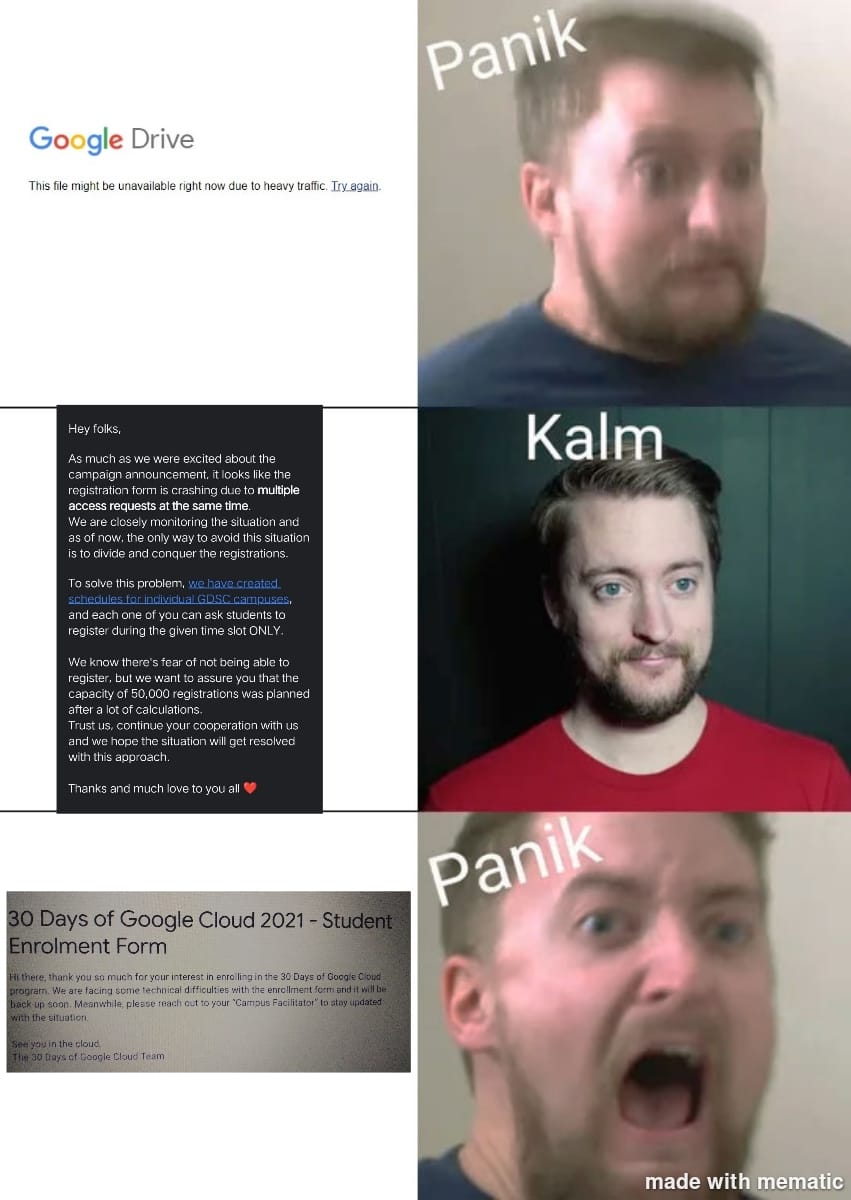 Panik
Google Drive
This file might be unavailable right now due to heavy traffic. Try again.
Kalm
Hey folks,
As much as we were excited about the
campaign announcement, it looks like the
registration form is crashing due to multiple
access requests at the same time.
We are closely monitoring the situation and
as of now, the only way to avoid this situation
is to divide and conquer the registrations.
To solve this problem, we have created
schedules for individual GDSC campuses,
and each one of you can ask students to
register during the given time slot ONLY.
We know there's fear of not being able to
register, but we want to assure you that the
capacity of 50,000 registrations was planned
after a lot of calculations.
Trust us, continue your cooperation with us
and we hope the situation will get resolved
with this approach.
Thanks and much love to you all ❤️
Panik
30 Days of Google Cloud 2021 - Student
Enrolment Form
Hi there, thank you so much for your interest in enrolling in the 30 Days of Google Cloud
program. We are facing some technical difficulties with the enrollment form and it will be
back up soon. Meanwhile, please reach out to your "Campus Facilitator" to stay updated
with the situation.
See you in the cloud,
The 30 Days of Google Cloud Team
made with mematic